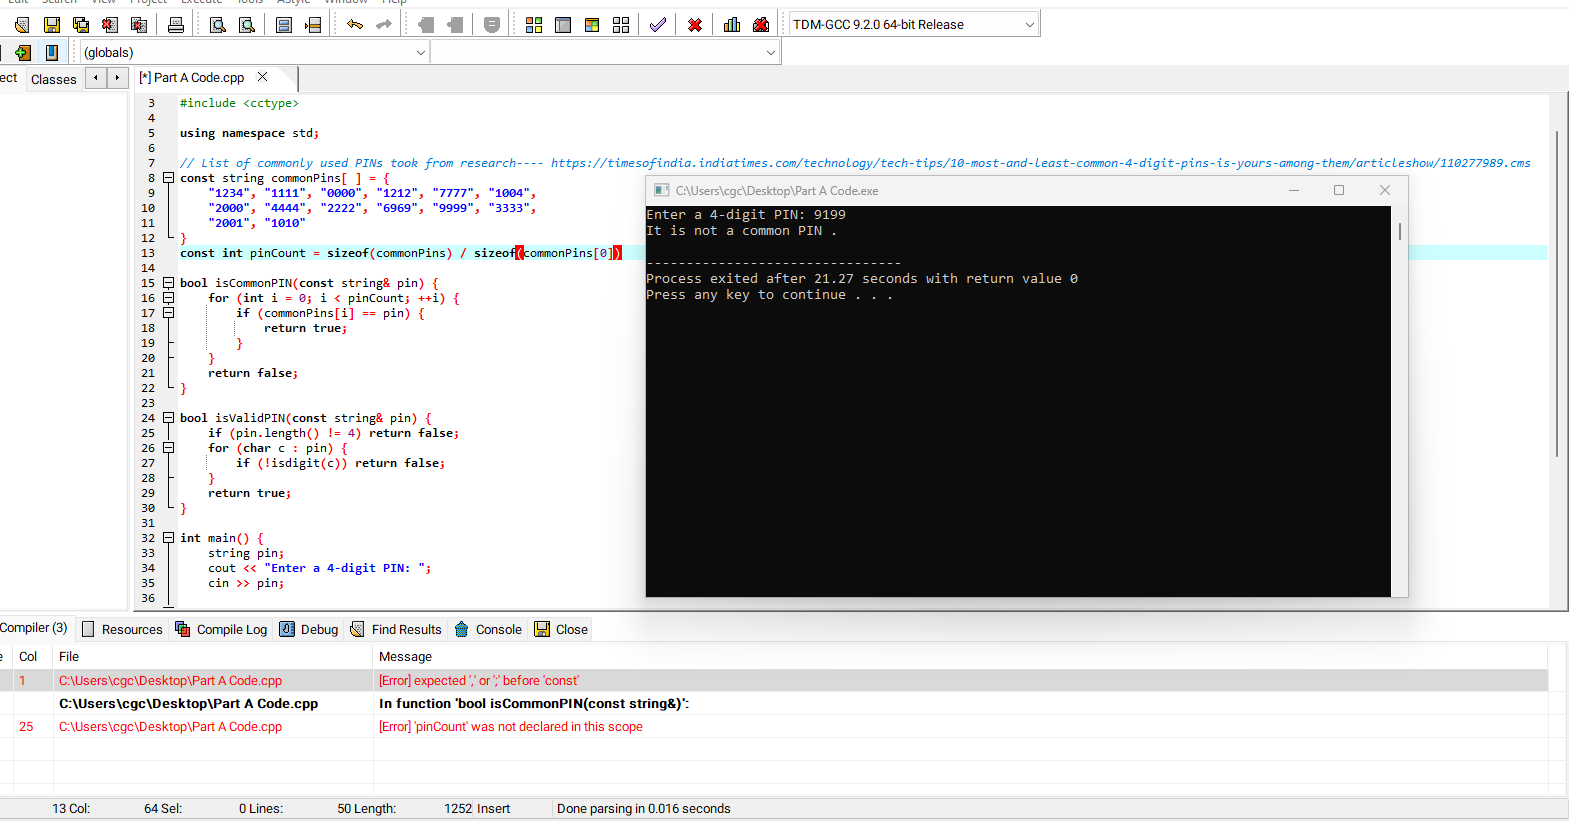 Edit Search View Project Execute Tools AStyle Window Help
TDM-GCC 9.2.0 64-bit Release
(globals)
ect Classes
[*] Part A Code.cpp
3 #include <cctype>
4
5 using namespace std;
6
7 // List of commonly used PINs took from research---- https://timesofindia.indiatimes.com/technology/tech-tips/10-most-and-least-common-4-digit-pins-is-yours-among-them/articleshow/110277989.cms
8 const string commonPins[ ] = {
9 "1234", "1111", "0000", "1212", "7777", "1004",
10 "2000", "4444", "2222", "6969", "9999", "3333",
11 "2001", "1010"
12 }
13 const int pinCount = sizeof(commonPins) / sizeof(commonPins[0])
14
15 bool isCommonPIN(const string& pin) {
16 for (int i = 0; i < pinCount; ++i) {
17 if (commonPins[i] == pin) {
18 return true;
19 }
20 }
21 return false;
22 }
23
24 bool isValidPIN(const string& pin) {
25 if (pin.length() != 4) return false;
26 for (char c : pin) {
27 if (!isdigit(c)) return false;
28 }
29 return true;
30 }
31
32 int main() {
33 string pin;
34 cout << "Enter a 4-digit PIN: ";
35 cin >> pin;
36
C:\Users\cgc\Desktop\Part A Code.exe
Enter a 4-digit PIN: 9199
It is not a common PIN .
--------------------------------
Process exited after 21.27 seconds with return value 0
Press any key to continue . . .
Compiler (3) Resources Compile Log Debug Find Results Console Close
e Col File Message
1 C:\Users\cgc\Desktop\Part A Code.cpp [Error] expected ',' or ';' before 'const'
C:\Users\cgc\Desktop\Part A Code.cpp In function 'bool isCommonPIN(const string&)':
25 C:\Users\cgc\Desktop\Part A Code.cpp [Error] 'pinCount' was not declared in this scope
13 Col: 64 Sel: 0 Lines: 50 Length: 1252 Insert Done parsing in 0.016 seconds